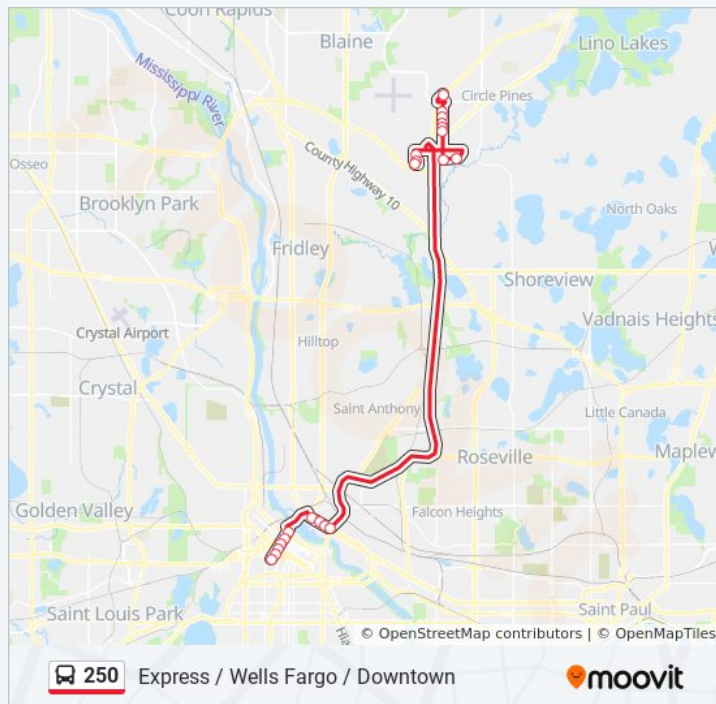 Coon Rapids
Blaine
Lino Lakes
Mississippi River
Circle Pines
Osseo
County Highway 10
Brooklyn Park
North Oaks
Fridley
Shoreview
Vadnais Heights
Crystal Airport
Hilltop
Crystal
Saint Anthony
Little Canada
Roseville
Maplew
Golden Valley
Falcon Heights
Saint Louis Park
Saint Paul
Hia
© OpenStreetMap contributors | © OpenMapTiles
250 Express / Wells Fargo / Downtown
moovit